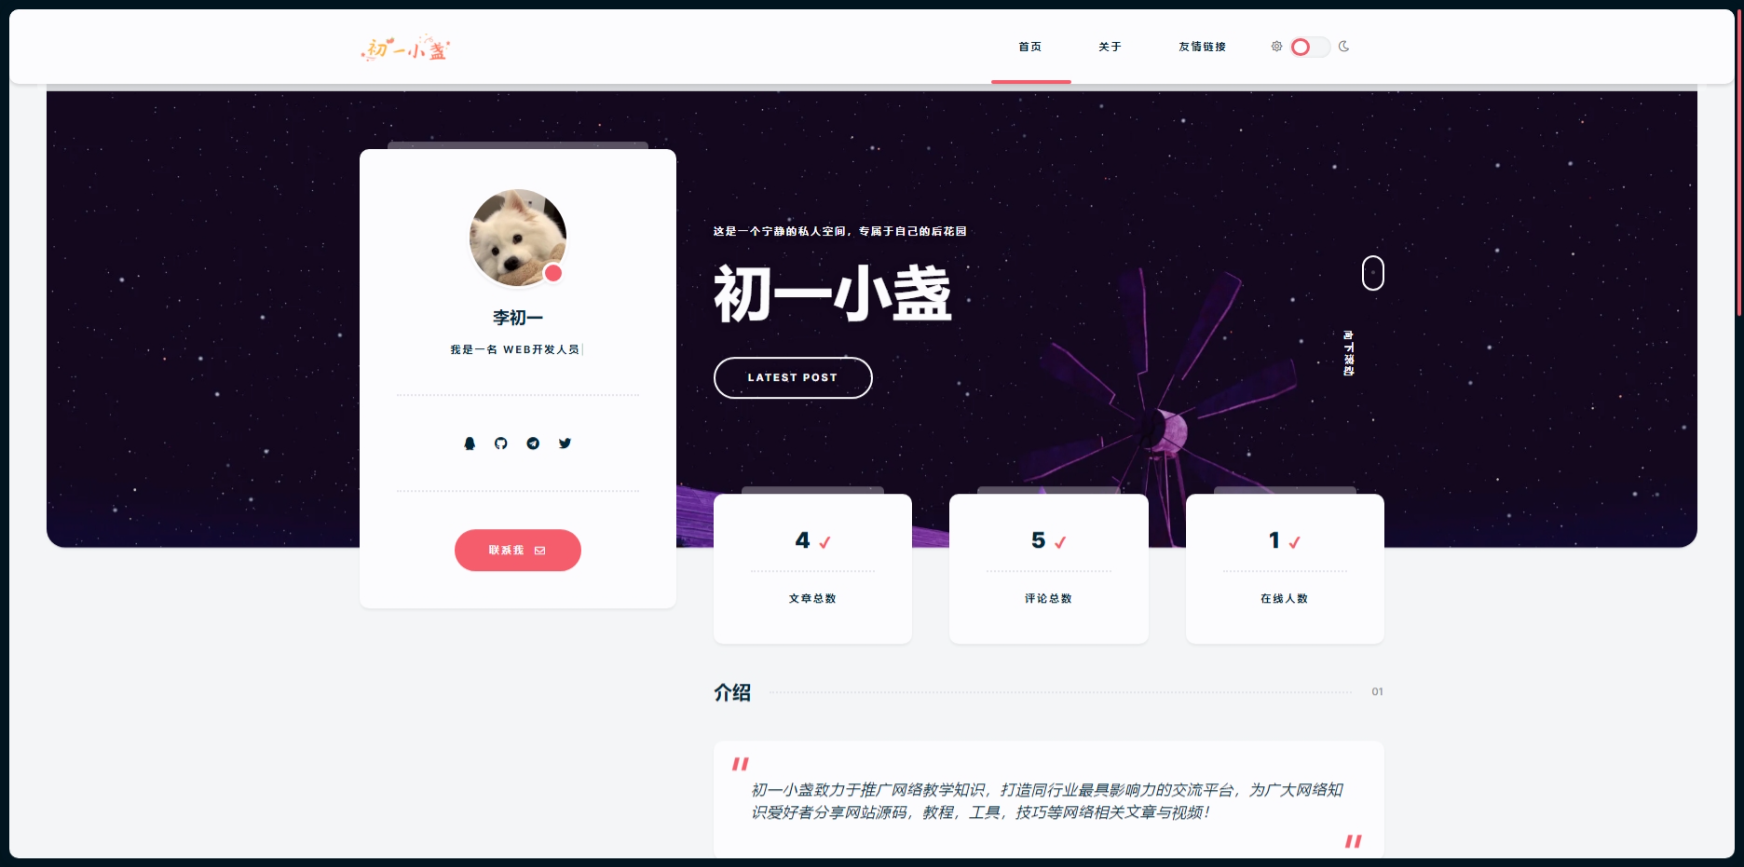 初一小盏
首页
关于
友情链接
李初一
我是一名 WEB开发人员
联系我
这是一个宁静的私人空间，专属于自己的后花园
初一小盏
LATEST POST
向下滚动
4
文章总数
5
评论总数
1
在线人数
介绍
01
初一小盏致力于推广网络教学知识，打造同行业最具影响力的交流平台，为广大网络知
识爱好者分享网站源码，教程，工具，技巧等网络相关文章与视频！